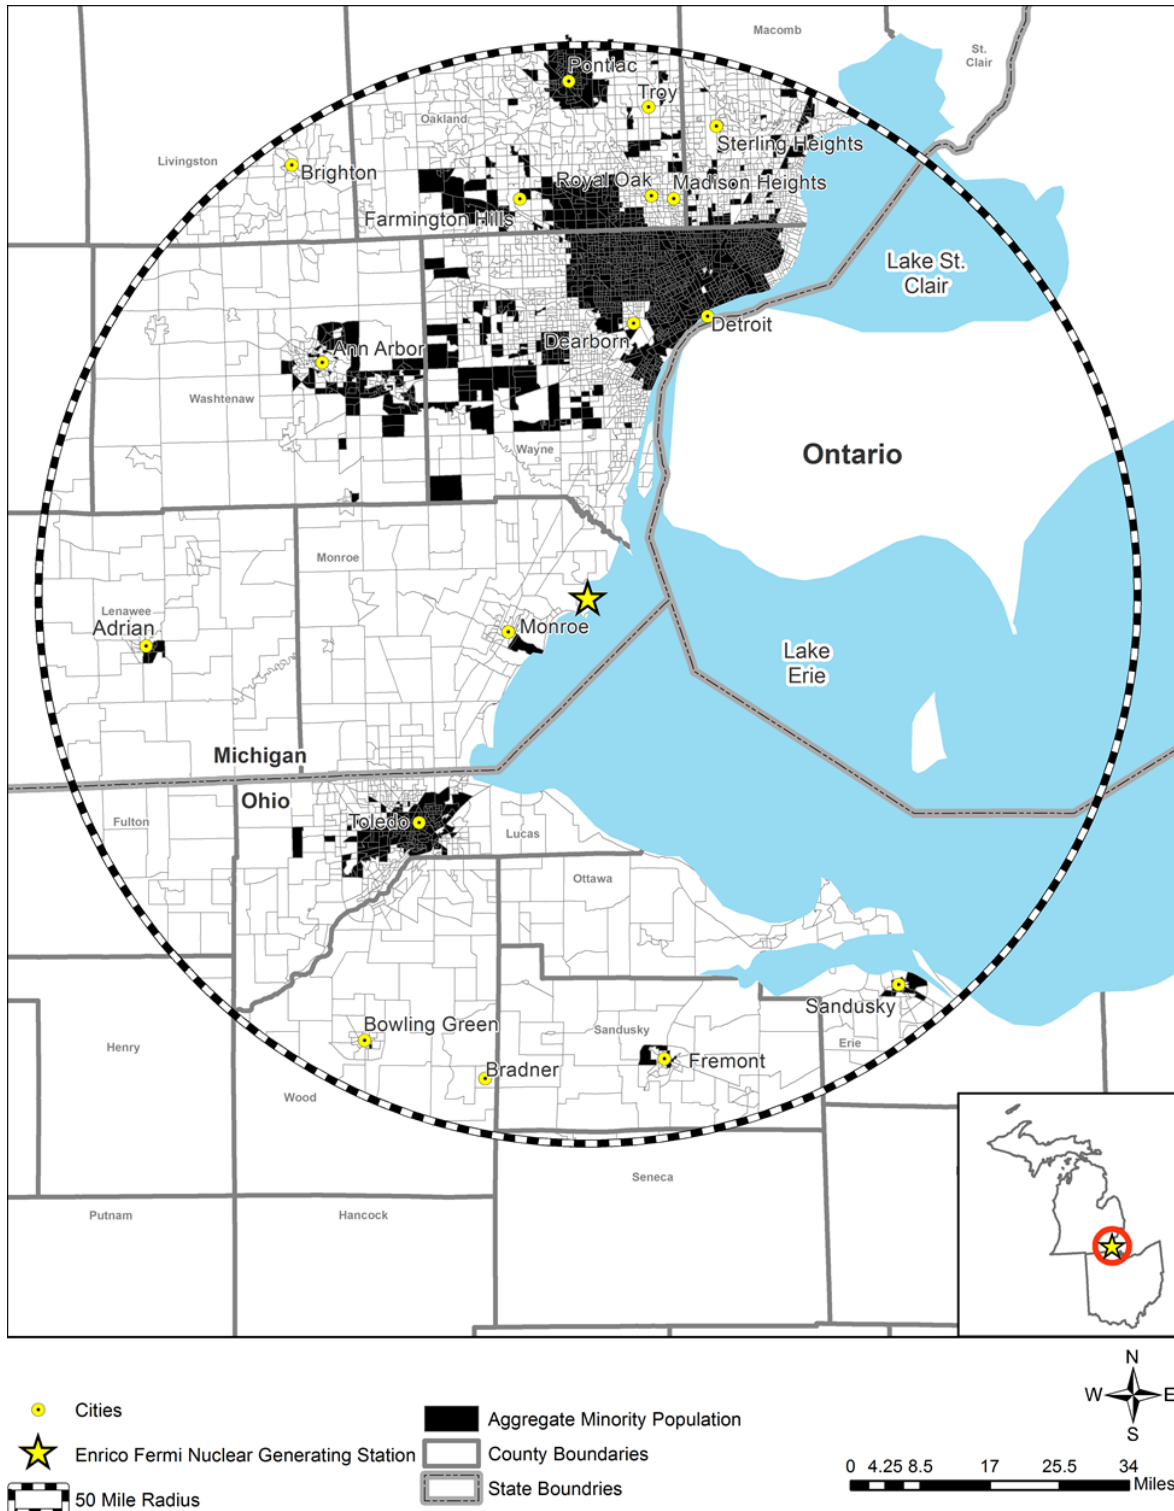 Macomb
St.
Clair
Pontiac
Troy
Oakland
Sterling Heights
Livingston
Brighton
Royal Oak
Madison Heights
Farmington Hills
Lake St.
Clair
Detroit
Dearborn
Ann Arbor
Washtenaw
Wayne
Ontario
Monroe
Lenawee
Adrian
Monroe
Lake
Erie
Michigan
Ohio
Fulton
Toledo
Lucas
Ottawa
Sandusky
Bowling Green
Sandusky
Henry
Fremont
Erie
Bradner
Wood
Seneca
Putnam
Hancock
N
W
E
S
Cities
Aggregate Minority Population
Enrico Fermi Nuclear Generating Station
County Boundaries
50 Mile Radius
State Boundries
0 4.25 8.5 17 25.5 34
Miles